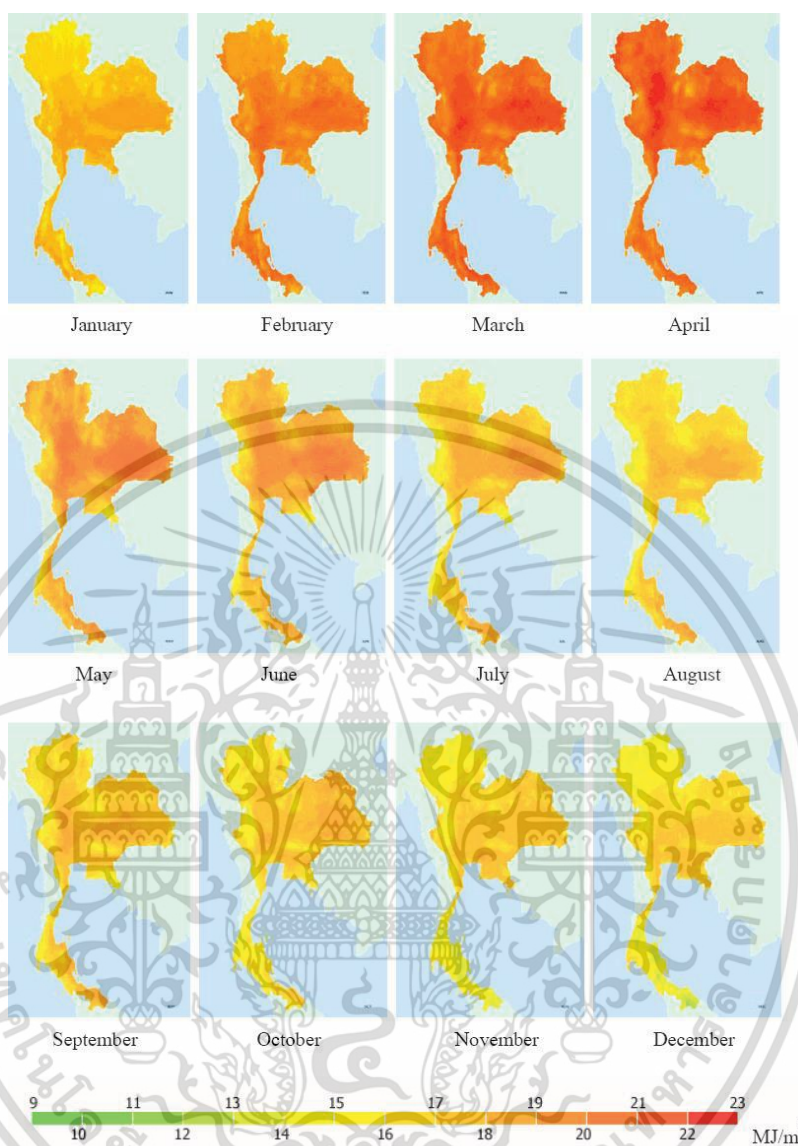 January February March April
May June July August
September October November December
9 11 13 15 17 19 21 23
10 12 14 16 18 20 22 MJ/m